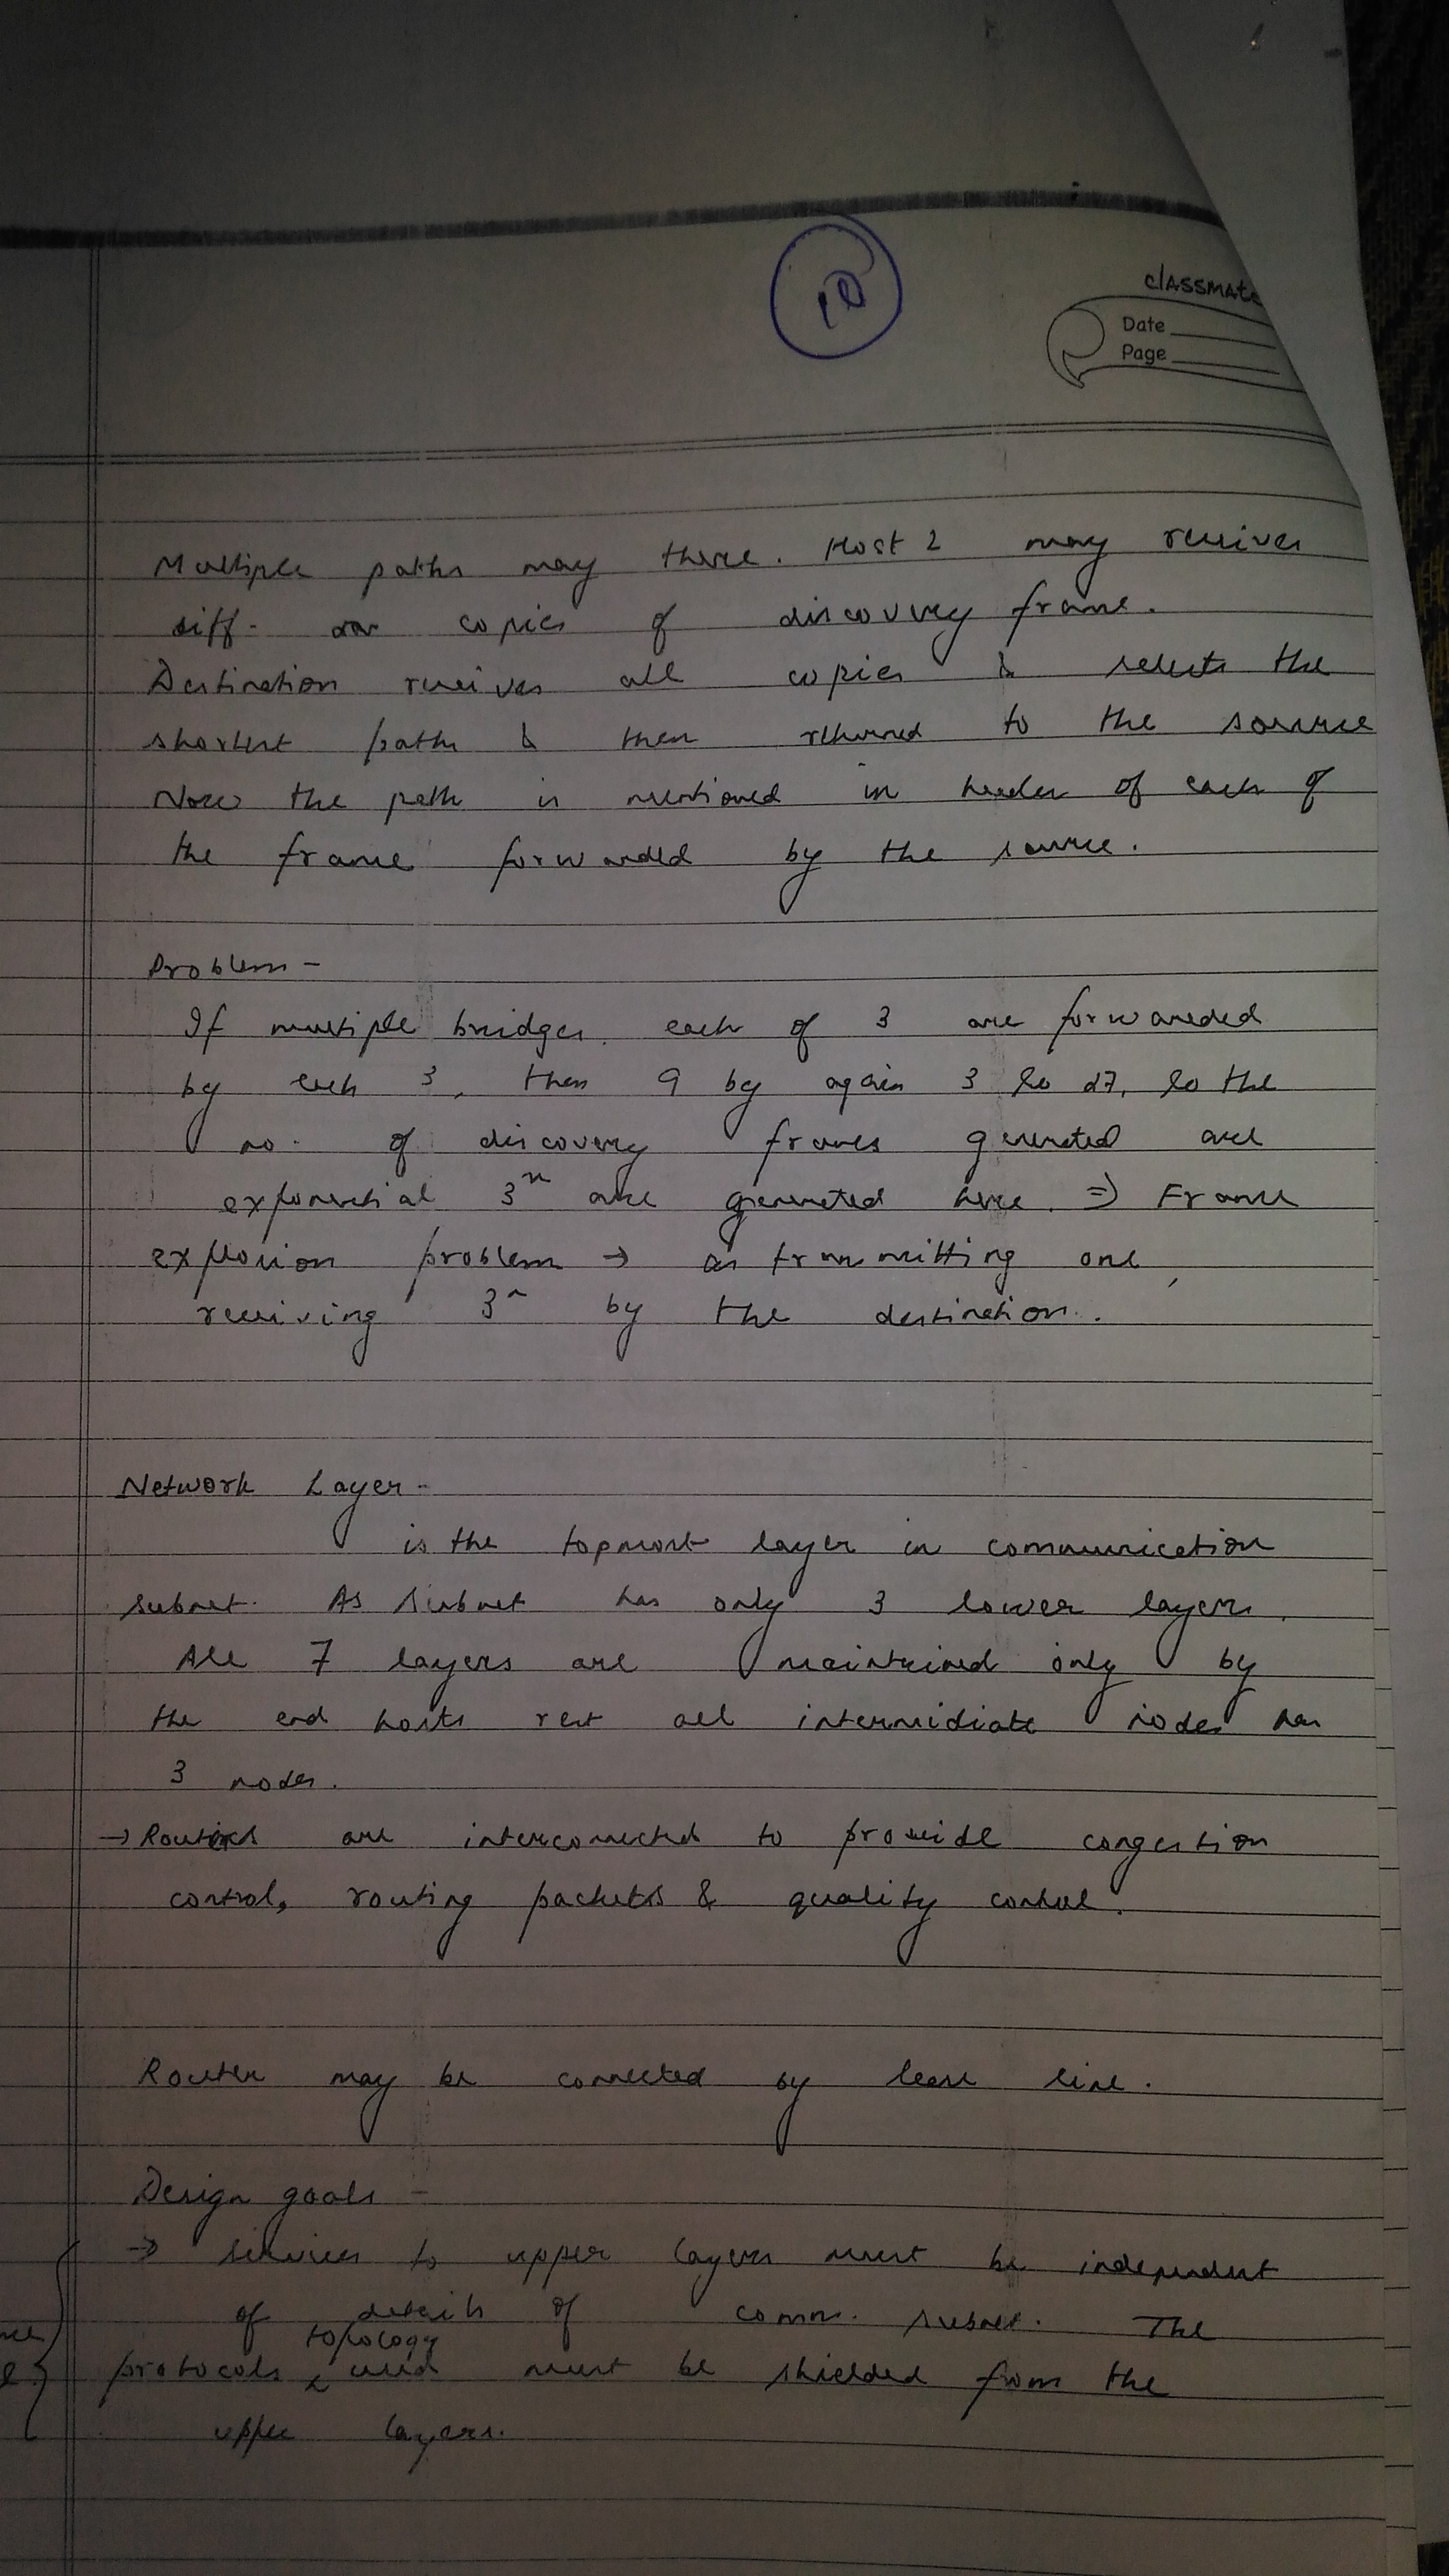 10
classmate
Date
Page
Multiple paths may there. Host 2 may receives
diff. copies of discovery frame.
Destination receives all copies & selects the
shortest path & then returned to the source
Now the path is mentioned in header of each of
the frame forwarded by the source.
Problem -
If multiple bridges. each of 3 are forwareded
by each 3, then 9 by again 3 So 27, So the
no. of discovery frames generated are
exponential 3ⁿ are generated here. ⇒ Frame
explosion problem → as transmitting one,
receiving 3ⁿ by the destination.
Network Layer -
is the topmost layer in communication
subnet. As subnet has only 3 lower layers.
All 7 layers are maintained only by
the end hosts rest all intermidiate nodes has
3 nodes.
→ Routers are interconnected to provide congestion
control, routing packets & quality control.
Router may be connected by lease line.
Design goals -
→ services to upper layers must be independent
of details of comm. subnet. The
topology
protocols, used must be shielded from the
upper layers.